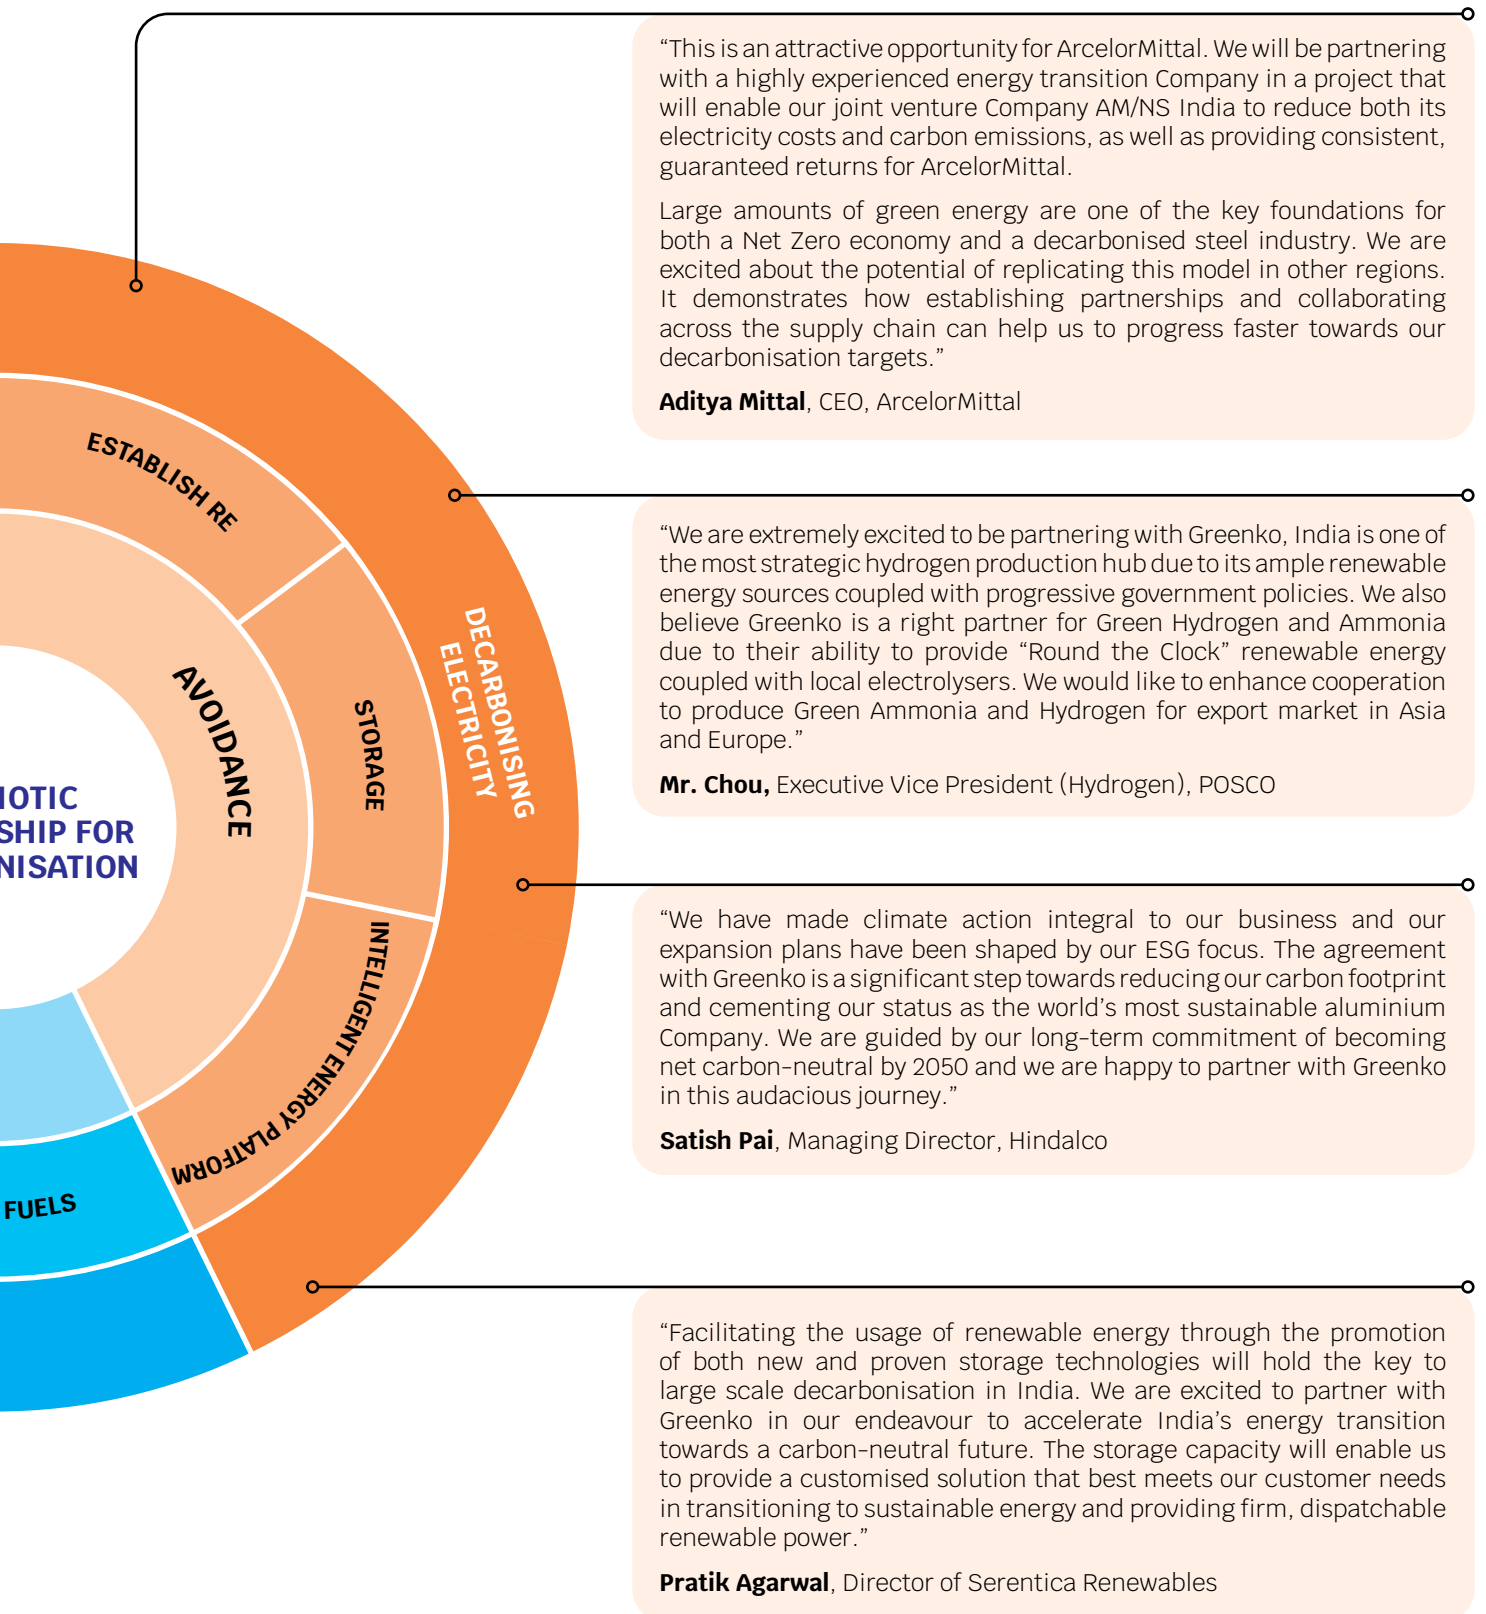 “This is an attractive opportunity for ArcelorMittal. We will be partnering
with a highly experienced energy transition Company in a project that
will enable our joint venture Company AM/NS India to reduce both its
electricity costs and carbon emissions, as well as providing consistent,
guaranteed returns for ArcelorMittal.
Large amounts of green energy are one of the key foundations for
both a Net Zero economy and a decarbonised steel industry. We are
excited about the potential of replicating this model in other regions.
It demonstrates how establishing partnerships and collaborating
across the supply chain can help us to progress faster towards our
decarbonisation targets.”
Aditya Mittal, CEO, ArcelorMittal
ESTABLISH RE
STORAGE
INTELLIGENT ENERGY PLATFORM
AVOIDANCE
DECARBONISING
ELECTRICITY
IOTIC
SHIP FOR
NISATION
FUELS
“We are extremely excited to be partnering with Greenko, India is one of
the most strategic hydrogen production hub due to its ample renewable
energy sources coupled with progressive government policies. We also
believe Greenko is a right partner for Green Hydrogen and Ammonia
due to their ability to provide “Round the Clock” renewable energy
coupled with local electrolysers. We would like to enhance cooperation
to produce Green Ammonia and Hydrogen for export market in Asia
and Europe.”
Mr. Chou, Executive Vice President (Hydrogen), POSCO
“We have made climate action integral to our business and our
expansion plans have been shaped by our ESG focus. The agreement
with Greenko is a significant step towards reducing our carbon footprint
and cementing our status as the world’s most sustainable aluminium
Company. We are guided by our long-term commitment of becoming
net carbon-neutral by 2050 and we are happy to partner with Greenko
in this audacious journey.”
Satish Pai, Managing Director, Hindalco
“Facilitating the usage of renewable energy through the promotion
of both new and proven storage technologies will hold the key to
large scale decarbonisation in India. We are excited to partner with
Greenko in our endeavour to accelerate India’s energy transition
towards a carbon-neutral future. The storage capacity will enable us
to provide a customised solution that best meets our customer needs
in transitioning to sustainable energy and providing firm, dispatchable
renewable power.”
Pratik Agarwal, Director of Serentica Renewables